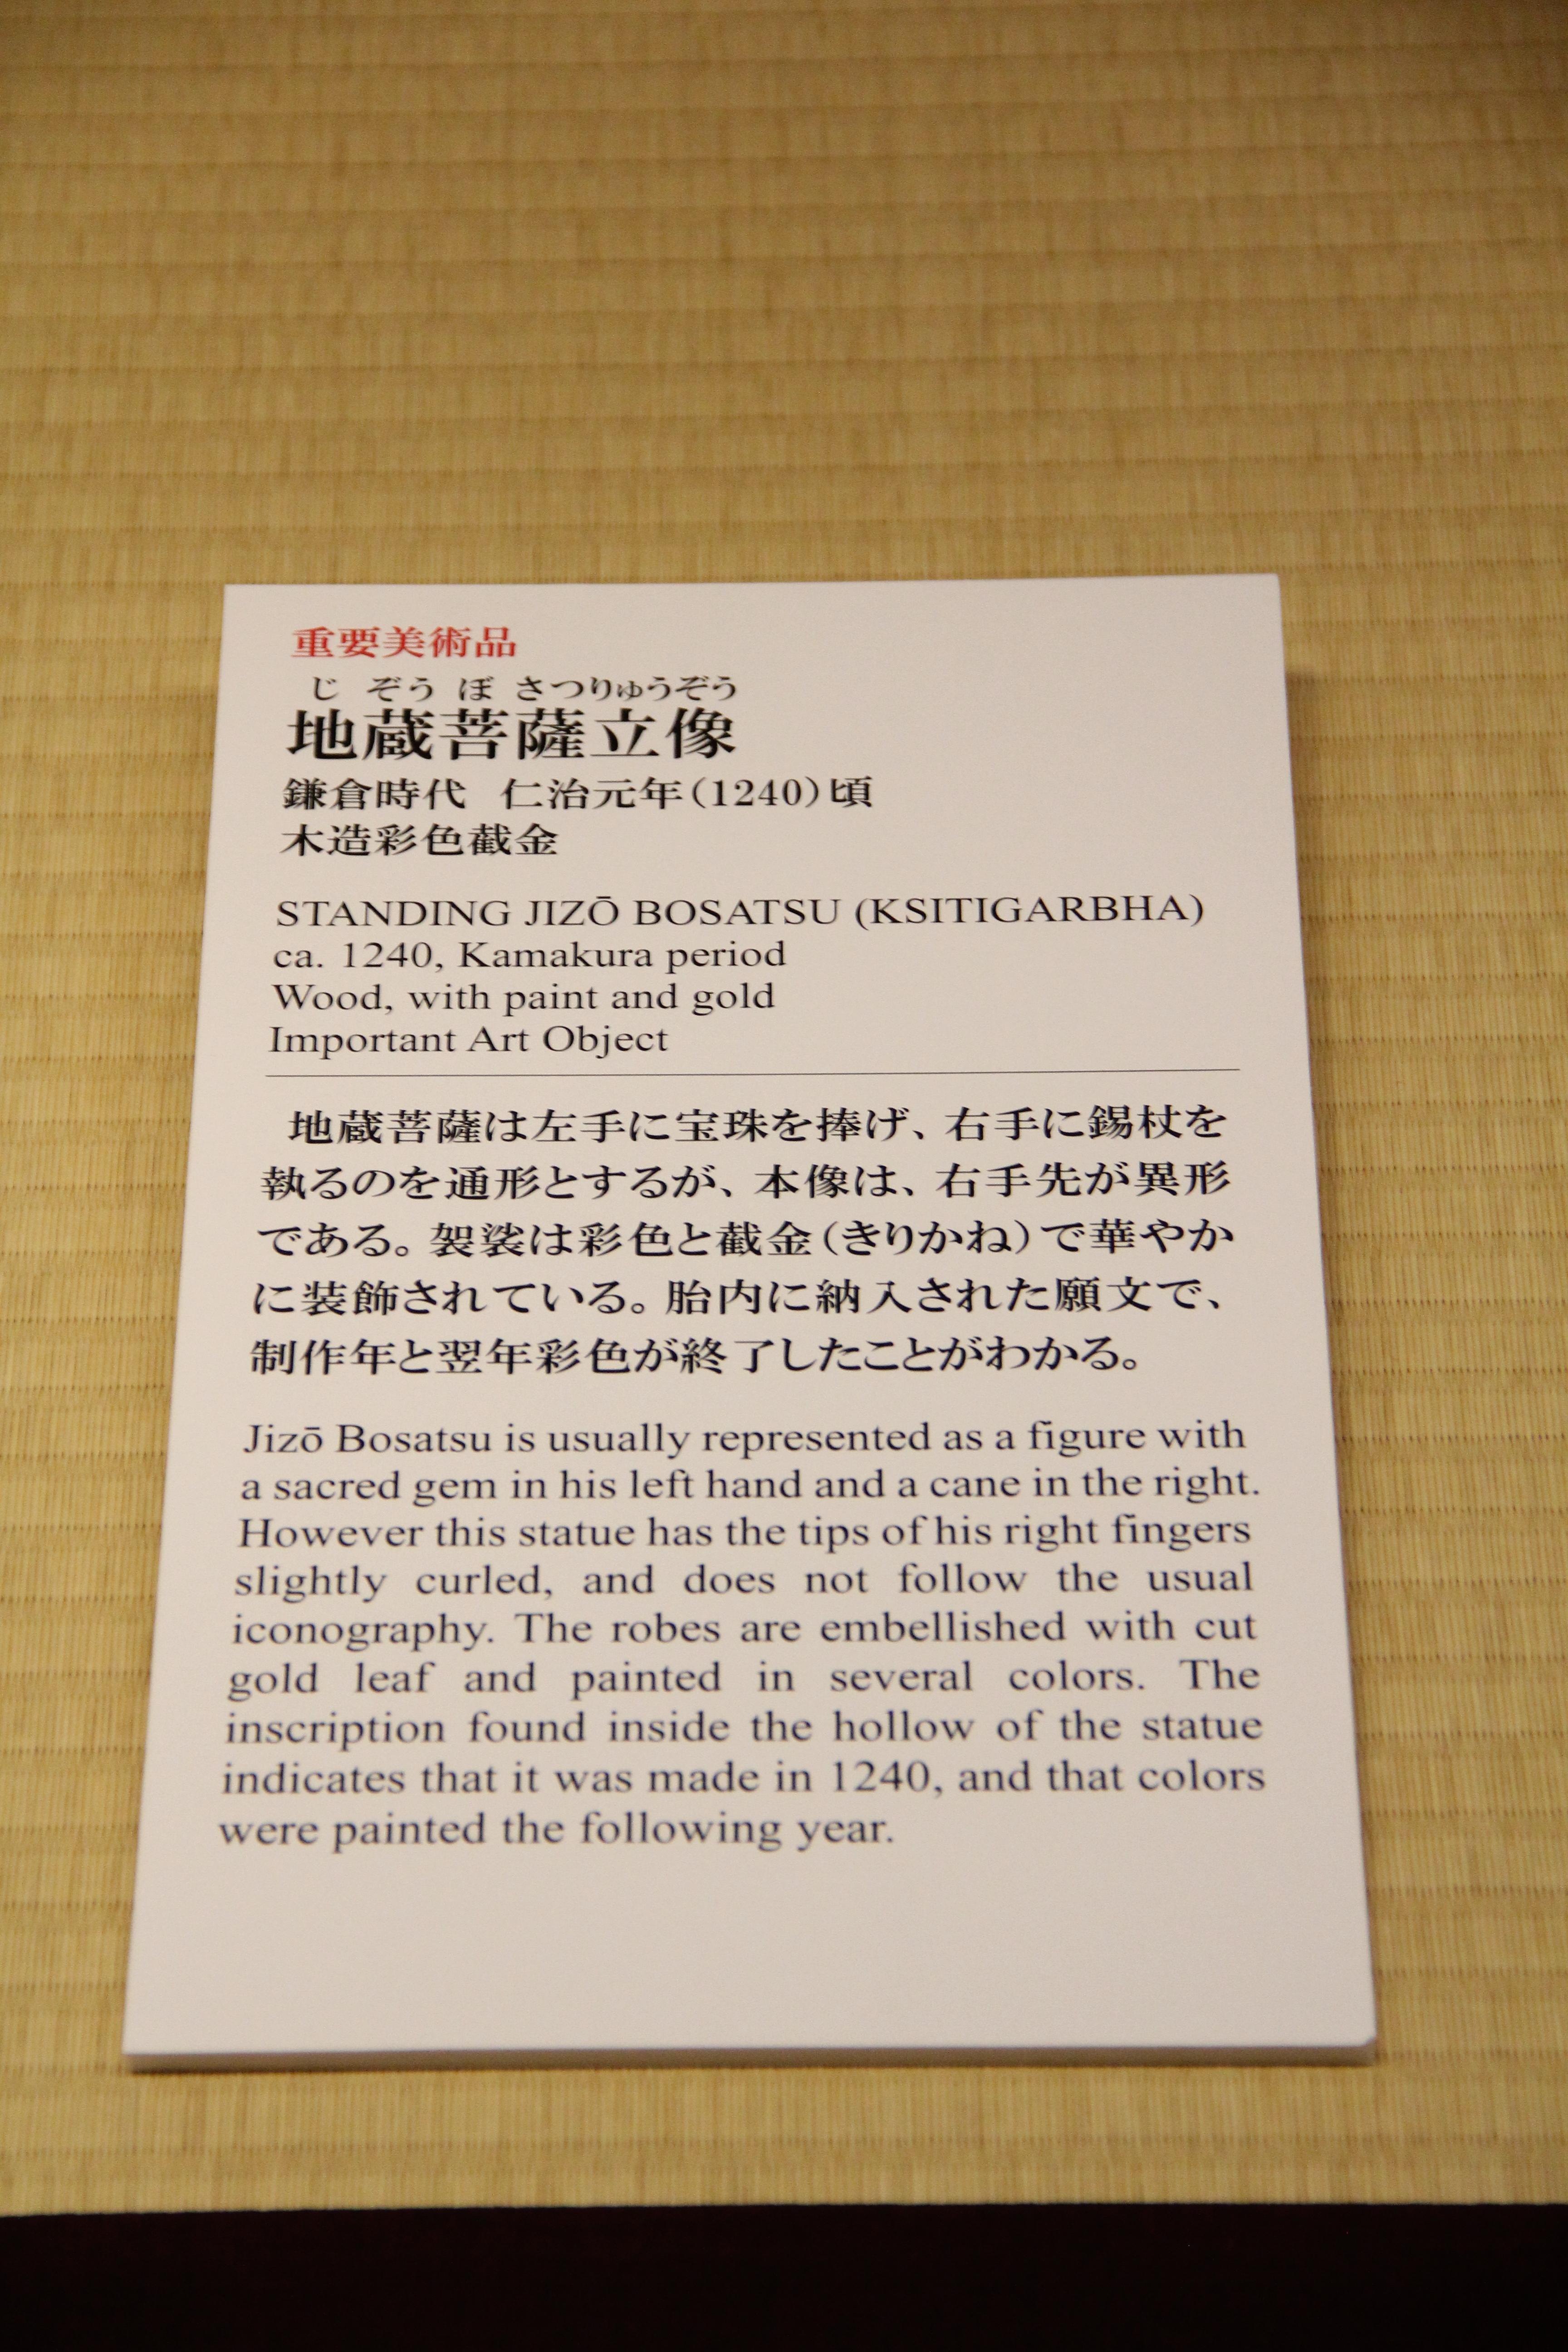 重要美術品
じ ぞう ぼ さつりゅうぞう
地蔵菩薩立像
鎌倉時代 仁治元年(1240)頃
木造彩色截金
STANDING JIZŌ BOSATSU (KSITIGARBHA)
ca. 1240, Kamakura period
Wood, with paint and gold
Important Art Object
地蔵菩薩は左手に宝珠を捧げ、右手に錫杖を
執るのを通形とするが、本像は、右手先が異形
である。袈裟は彩色と截金(きりかね)で華やか
に装飾されている。胎内に納入された願文で、
制作年と翌年彩色が終了したことがわかる。
Jizō Bosatsu is usually represented as a figure with
a sacred gem in his left hand and a cane in the right.
However this statue has the tips of his right fingers
slightly curled, and does not follow the usual
iconography. The robes are embellished with cut
gold leaf and painted in several colors. The
inscription found inside the hollow of the statue
indicates that it was made in 1240, and that colors
were painted the following year.